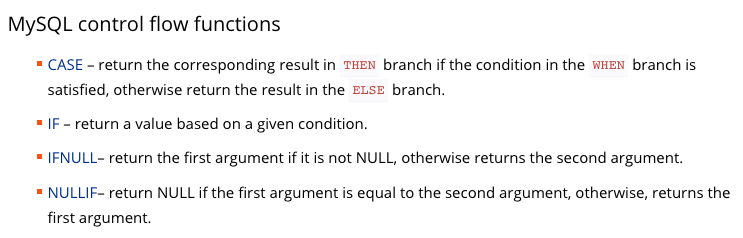 MySQL control flow functions
CASE – return the corresponding result in THEN branch if the condition in the WHEN branch is
satisfied, otherwise return the result in the ELSE branch.
IF – return a value based on a given condition.
IFNULL– return the first argument if it is not NULL, otherwise returns the second argument.
NULLIF– return NULL if the first argument is equal to the second argument, otherwise, returns the
first argument.